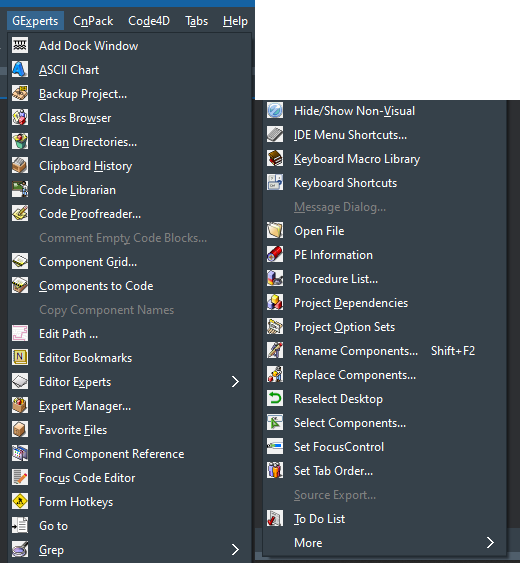 GExperts CnPack Code4D Tabs Help
Add Dock Window
ASCII Chart
Backup Project...
Class Browser
Clean Directories...
Clipboard History
Code Librarian
Code Proofreader...
Comment Empty Code Blocks...
Component Grid...
Components to Code
Copy Component Names
Edit Path ...
Editor Bookmarks
Editor Experts
Expert Manager...
Favorite Files
Find Component Reference
Focus Code Editor
Form Hotkeys
Go to
Grep
Hide/Show Non-Visual
IDE Menu Shortcuts...
Keyboard Macro Library
Keyboard Shortcuts
Message Dialog...
Open File
PE Information
Procedure List...
Project Dependencies
Project Option Sets
Rename Components... Shift+F2
Replace Components...
Reselect Desktop
Select Components...
Set FocusControl
Set Tab Order...
Source Export...
To Do List
More